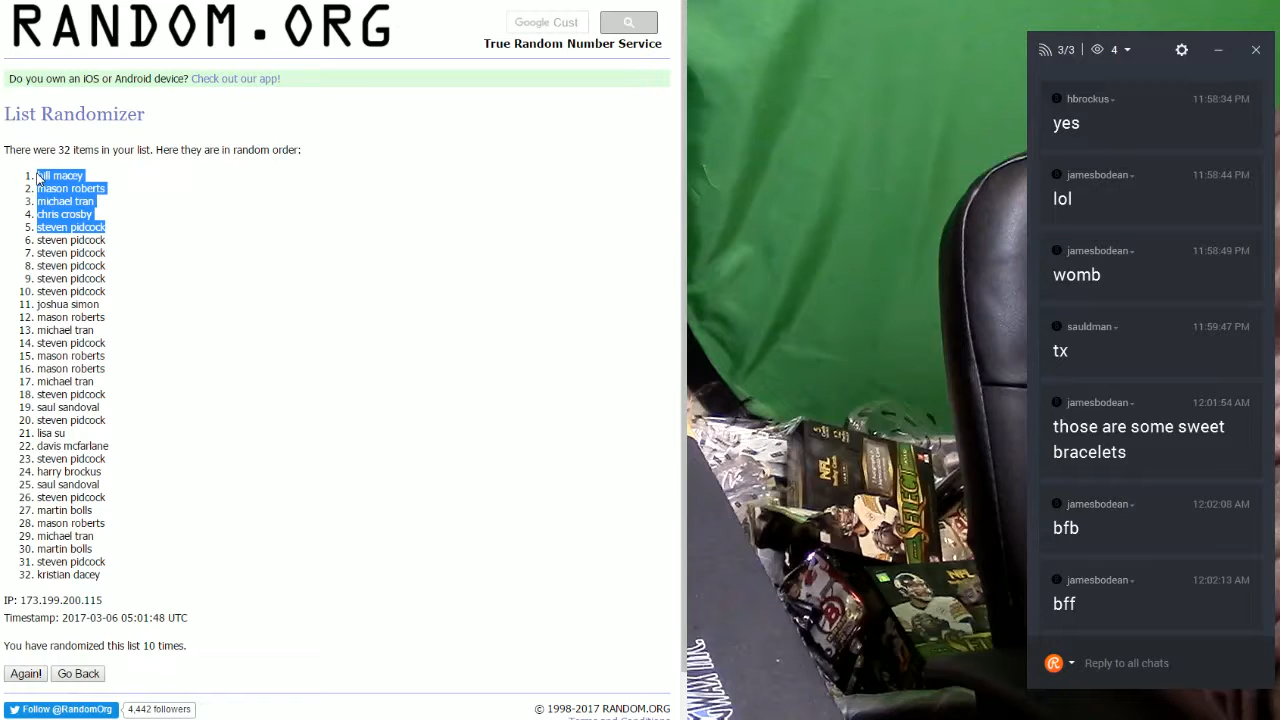 RANDOM.ORG
Google Cust
True Random Number Service
Do you own an iOS or Android device? Check out our app!
List Randomizer
There were 32 items in your list. Here they are in random order:
1. bill macey
2. mason roberts
3. michael tran
4. chris crosby
5. steven pidcock
6. steven pidcock
7. steven pidcock
8. steven pidcock
9. steven pidcock
10. steven pidcock
11. joshua simon
12. mason roberts
13. michael tran
14. steven pidcock
15. mason roberts
16. mason roberts
17. michael tran
18. steven pidcock
19. saul sandoval
20. steven pidcock
21. lisa su
22. davis mcfarlane
23. steven pidcock
24. harry brockus
25. saul sandoval
26. steven pidcock
27. martin bolls
28. mason roberts
29. michael tran
30. martin bolls
31. steven pidcock
32. kristian dacey
IP: 173.199.200.115
Timestamp: 2017-03-06 05:01:48 UTC
You have randomized this list 10 times.
Again! Go Back
Follow @RandomOrg 4,442 followers
© 1998-2017 RANDOM.ORG
Terms and Conditions
NFL
SELECT
NFL
3/3 4
hbrockus 11:58:34 PM
yes
jamesbodean 11:58:44 PM
lol
jamesbodean 11:58:49 PM
womb
sauldman 11:59:47 PM
tx
jamesbodean 12:01:54 AM
those are some sweet
bracelets
jamesbodean 12:02:08 AM
bfb
jamesbodean 12:02:13 AM
bff
Reply to all chats